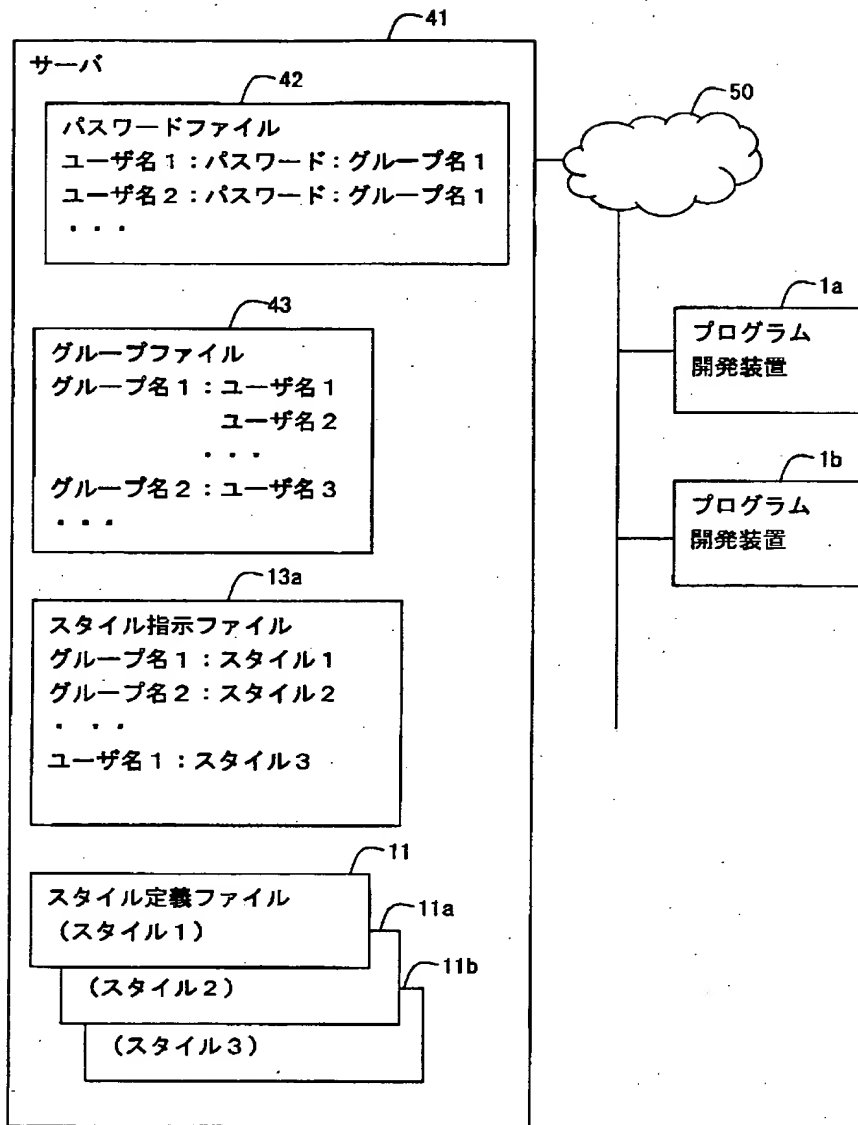 41
サーバ
42
パスワードファイル
ユーザ名1:パスワード:グループ名1
ユーザ名2:パスワード:グループ名1
・・・
50
43
グループファイル
グループ名1:ユーザ名1
ユーザ名2
・・・
グループ名2:ユーザ名3
・・・
1a
プログラム
開発装置
1b
プログラム
開発装置
13a
スタイル指示ファイル
グループ名1:スタイル1
グループ名2:スタイル2
・・・
ユーザ名1:スタイル3
11
スタイル定義ファイル
(スタイル1)
11a
(スタイル2)
11b
(スタイル3)